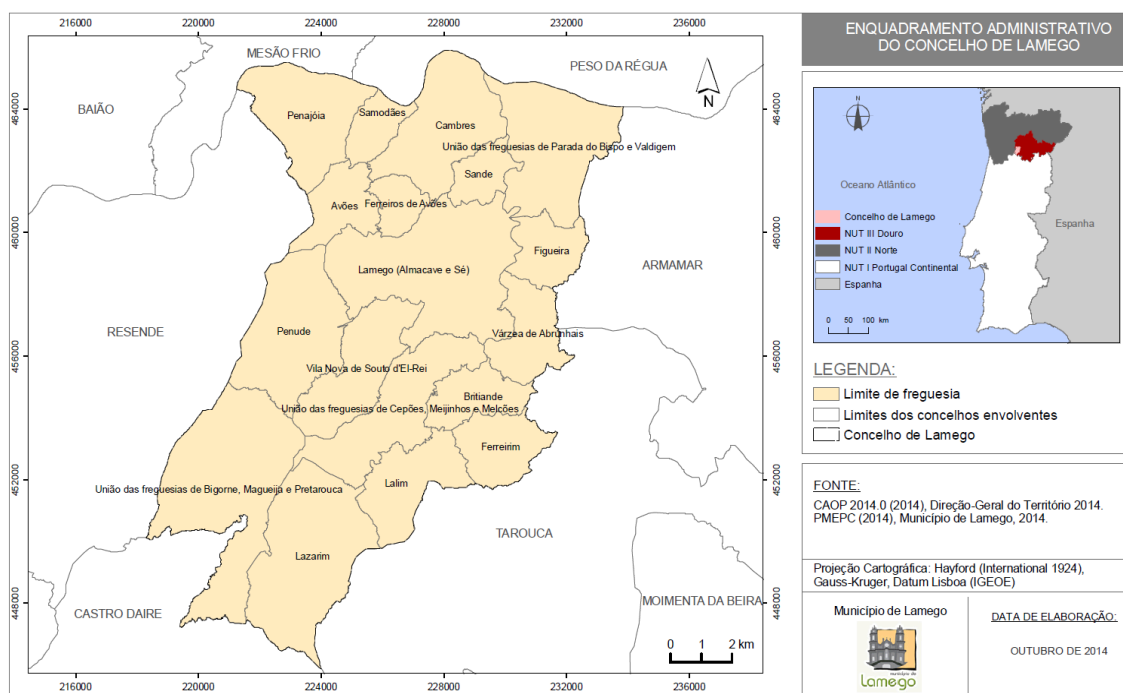 216000 220000 224000 228000 232000 236000
MESÃO FRIO
PESO DA RÉGUA
BAIÃO
464000
464000
N
Penajóia
Samodães
Cambres
União das freguesias de Parada do Bispo e Valdigem
Sande
Avões
Ferreiros de Avões
460000
460000
Figueira
ARMAMAR
Lamego (Almacave e Sé)
RESENDE
Penude
Várzea de Abrunhais
456000
456000
Vila Nova de Souto d'El-Rei
Britiande
União das freguesias de Cepões, Meijinhos e Melcões
Ferreirim
452000
452000
União das freguesias de Bigorne, Magueija e Pretarouca
Lalim
TAROUCA
Lazarim
448000
448000
CASTRO DAIRE
MOIMENTA DA BEIRA
0 1 2 km
216000 220000 224000 228000 232000 236000
ENQUADRAMENTO ADMINISTRATIVO
DO CONCELHO DE LAMEGO
N
Oceano Atlântico
Espanha
Concelho de Lamego
NUT III Douro
NUT II Norte
NUT I Portugal Continental
Espanha
0 50 100 km
LEGENDA:
Limite de freguesia
Limites dos concelhos envolventes
Concelho de Lamego
FONTE:
CAOP 2014.0 (2014), Direção-Geral do Território 2014.
PMEPC (2014), Município de Lamego, 2014.
Projeção Cartográfica: Hayford (International 1924),
Gauss-Kruger, Datum Lisboa (IGEOE)
Município de Lamego
município de
Lamego
DATA DE ELABORAÇÃO:
OUTUBRO DE 2014